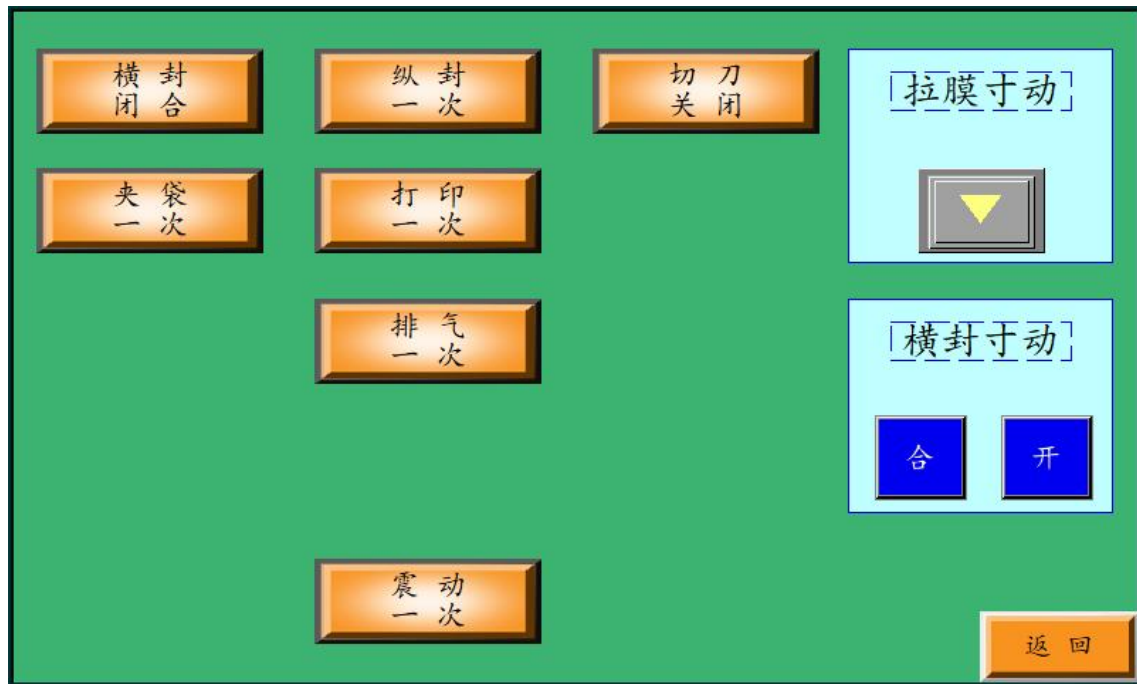 横 封
闭 合
纵 封
一 次
切 刀
关 闭
拉膜寸动
夹 袋
一 次
打 印
一 次
排 气
一 次
横封寸动
合
开
震 动
一 次
返 回